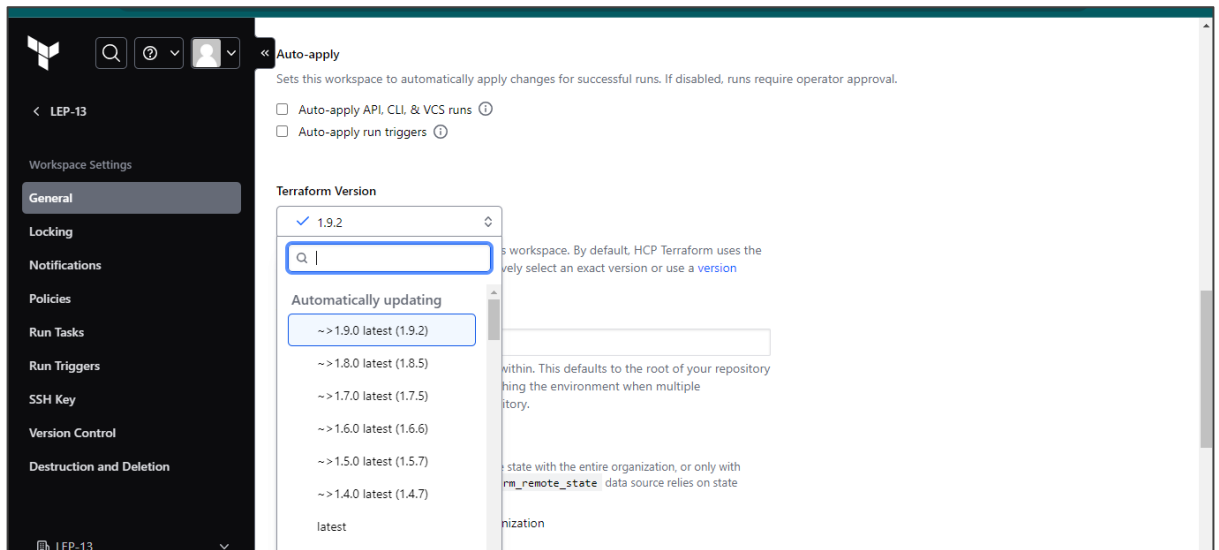 LEP-13
Workspace Settings
General
Locking
Notifications
Policies
Run Tasks
Run Triggers
SSH Key
Version Control
Destruction and Deletion
LEP-13
Auto-apply
Sets this workspace to automatically apply changes for successful runs. If disabled, runs require operator approval.
Auto-apply API, CLI, & VCS runs
Auto-apply run triggers
Terraform Version
1.9.2
s workspace. By default, HCP Terraform uses the
vely select an exact version or use a version
Automatically updating
~>1.9.0 latest (1.9.2)
~>1.8.0 latest (1.8.5)
~>1.7.0 latest (1.7.5)
~>1.6.0 latest (1.6.6)
~>1.5.0 latest (1.5.7)
~>1.4.0 latest (1.4.7)
latest
within. This defaults to the root of your repository
hing the environment when multiple
itory.
state with the entire organization, or only with
rm_remote_state data source relies on state
nization